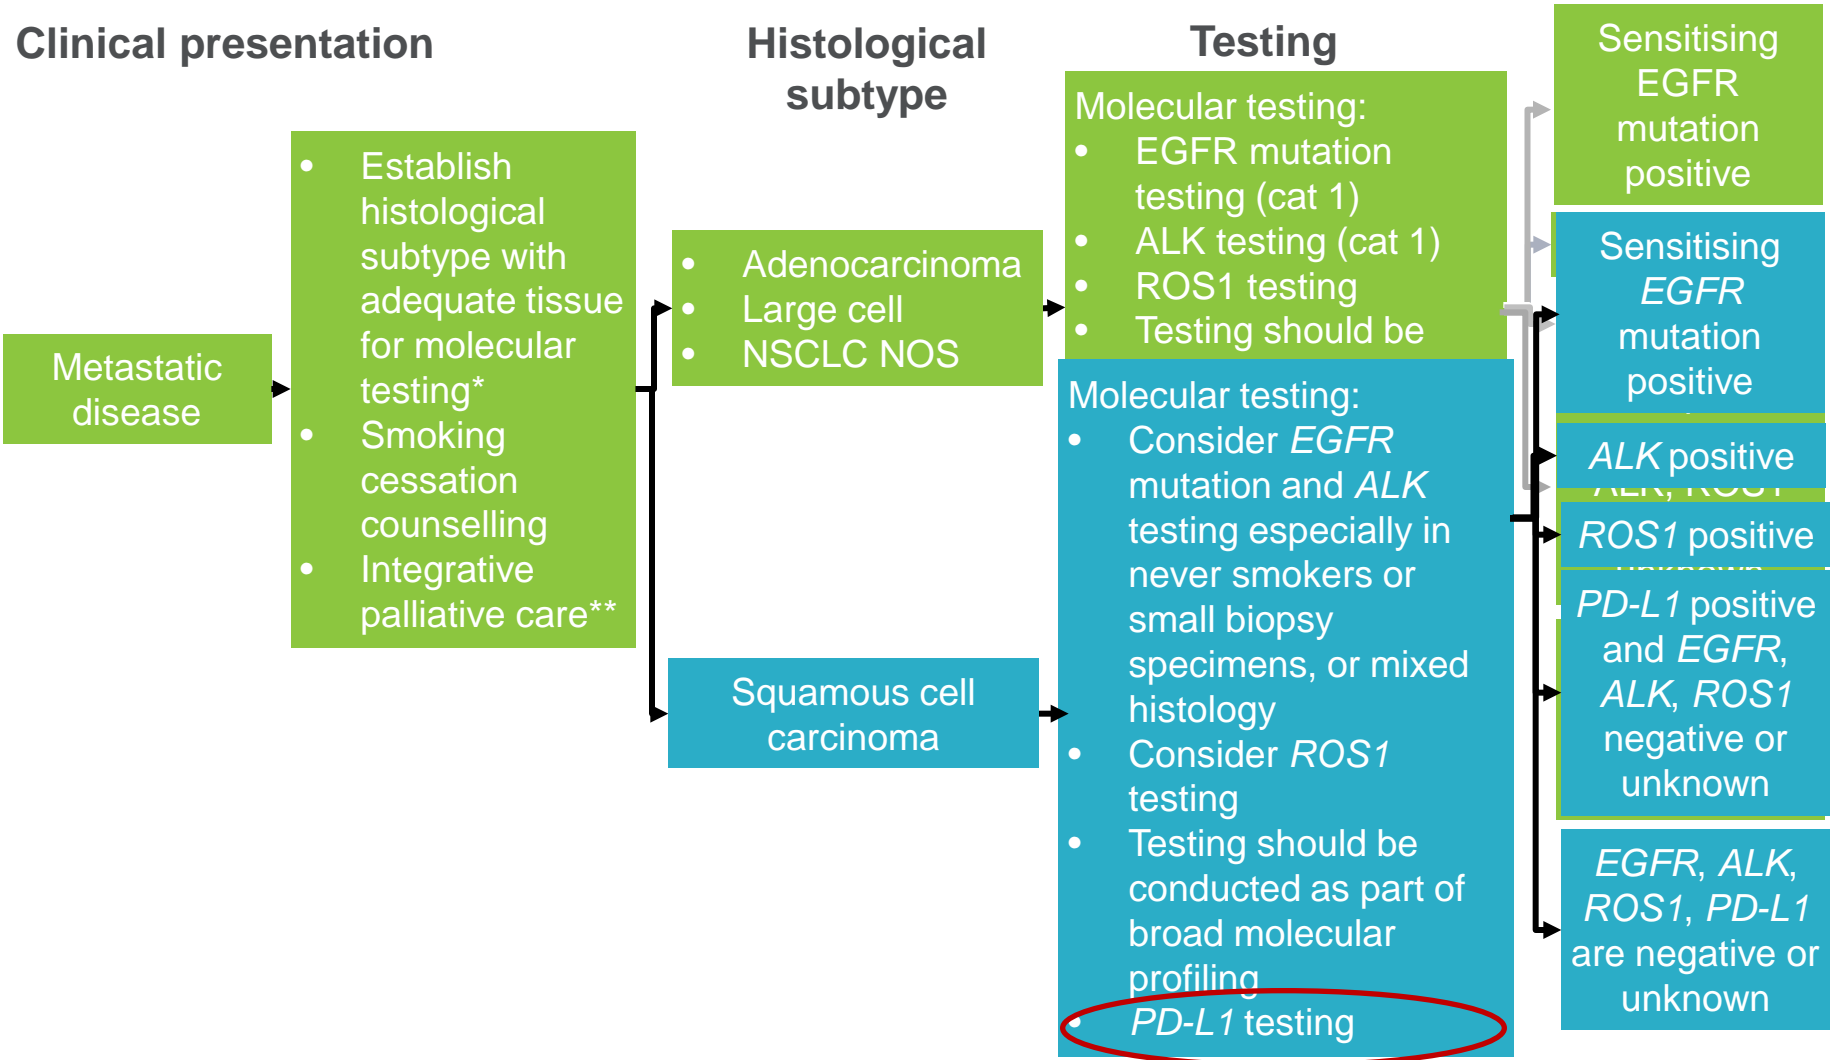 Clinical presentation
Histological
subtype
Testing
Metastatic
disease
• Establish
histological
subtype with
adequate tissue
for molecular
testing*
• Smoking
cessation
counselling
• Integrative
palliative care**
• Adenocarcinoma
• Large cell
• NSCLC NOS
Squamous cell
carcinoma
Molecular testing:
• EGFR mutation
testing (cat 1)
• ALK testing (cat 1)
• ROS1 testing
• Testing should be
Molecular testing:
• Consider EGFR
mutation and ALK
testing especially in
never smokers or
small biopsy
specimens, or mixed
histology
• Consider ROS1
testing
• Testing should be
conducted as part of
broad molecular
profiling
• PD-L1 testing
Sensitising
EGFR
mutation
positive
Sensitising
EGFR
mutation
positive
ALK positive
ALK, ROS1
ROS1 positive
unknown
PD-L1 positive
and EGFR,
ALK, ROS1
negative or
unknown
EGFR, ALK,
ROS1, PD-L1
are negative or
unknown